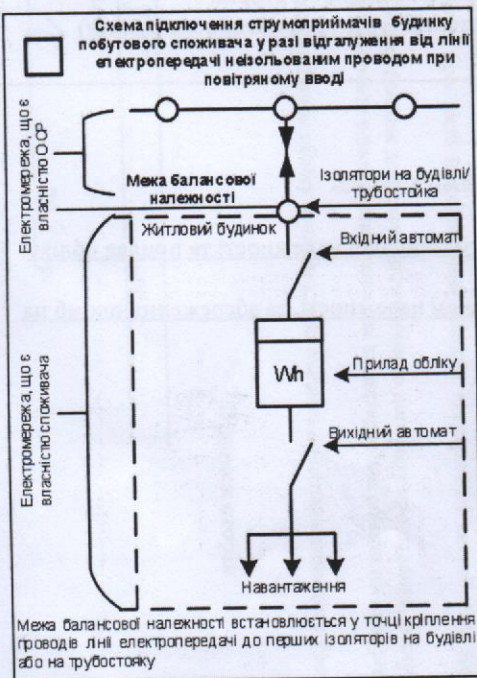 Схема підключення струмоприймачів будинку
побутового споживача у разі відгалуження від лінії
електропередачі неізольованим проводом при
повітряному вводі
Електромережа, що є
власністю ОСР
Межа балансової
належності
Ізолятори на будівлі/
трубостойка
Житловий будинок
Вхідний автомат
Wh
Прилад обліку
Електромережа, що є
власністю споживача
Вихідний автомат
Навантаження
Межа балансової належності встановлюється у точці кріплення
проводів лінії електропередачі до перших ізоляторів на будівлі
або на трубостояку